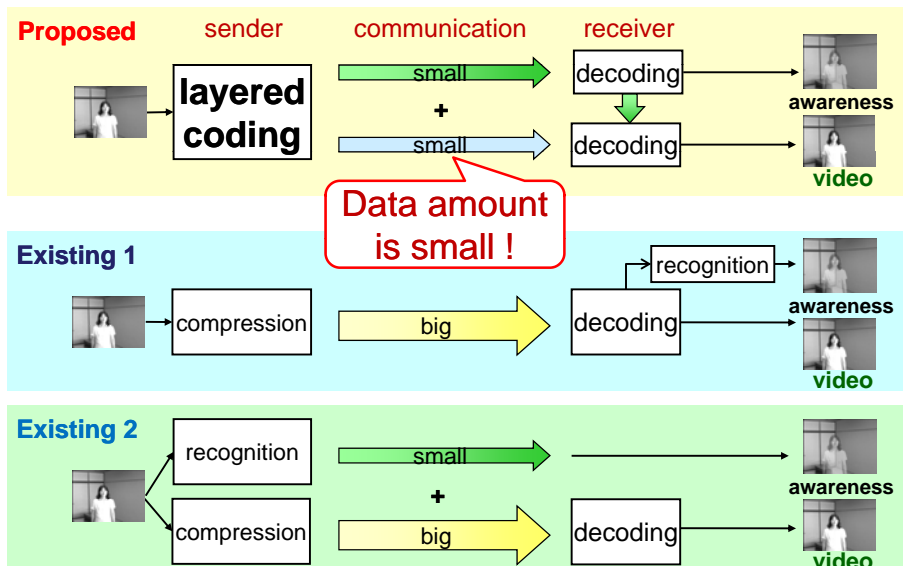 Proposed sender communication receiver
layered
coding
small
+
small
decoding
decoding
awareness
video
Data amount
is small !
Existing 1
compression
big
decoding
recognition
awareness
video
Existing 2
recognition
compression
small
+
big
decoding
awareness
video